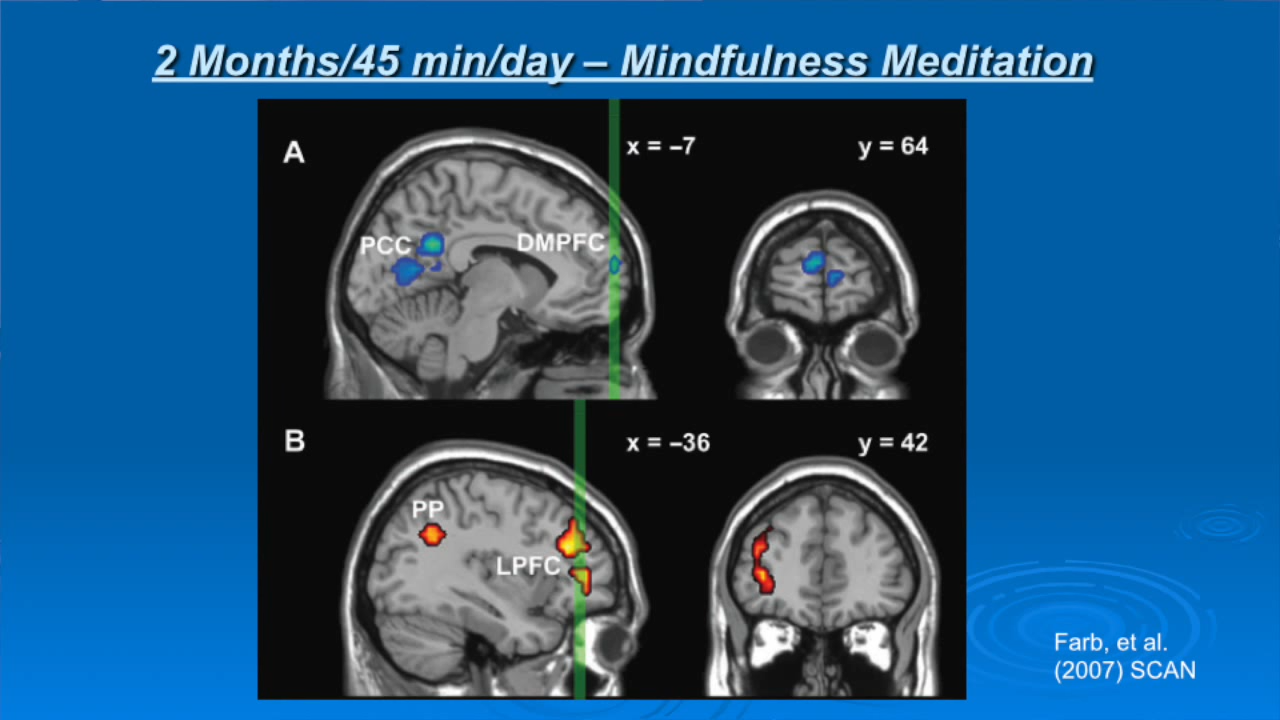 2 Months/45 min/day – Mindfulness Meditation
A
x = –7
y = 64
PCC
DMPFC
B
x = –36
y = 42
PP
LPFC
Farb, et al.
(2007) SCAN